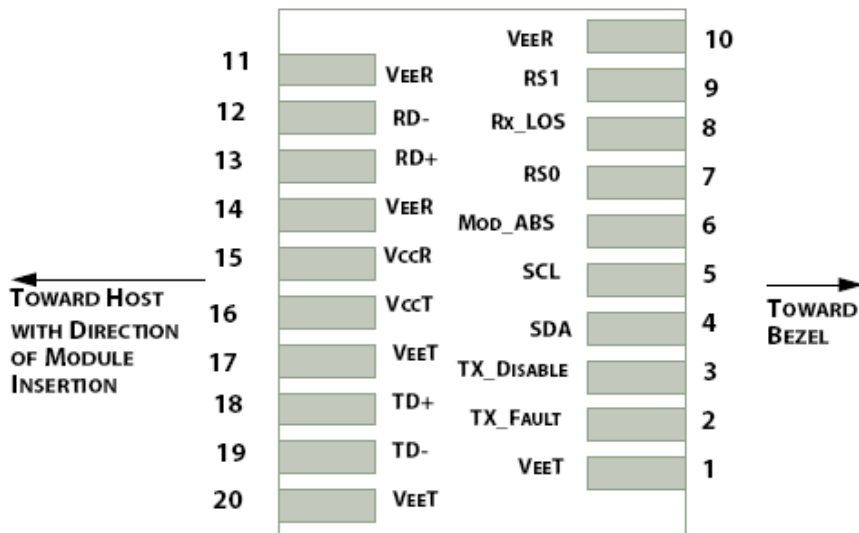 11 VEER
12 RD-
13 RD+
14 VEER
15 VCCR
16 VCCT
17 VEET
18 TD+
19 TD-
20 VEET
TOWARD HOST
WITH DIRECTION
OF MODULE
INSERTION
VEER 10
RS1 9
RX_LOS 8
RS0 7
MOD_ABS 6
SCL 5
SDA 4
TX_DISABLE 3
TX_FAULT 2
VEET 1
TOWARD
BEZEL